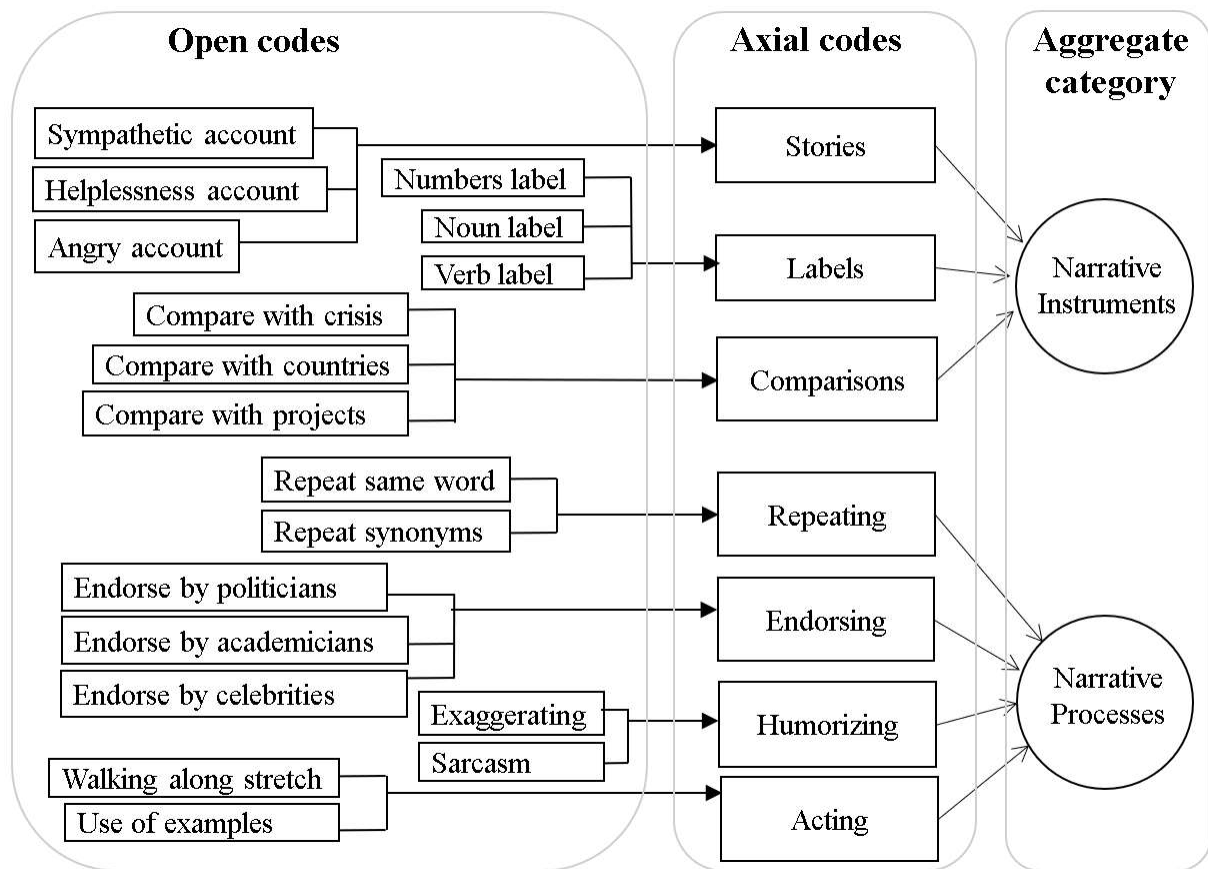 Open codes
Axial codes
Aggregate
category
Sympathetic account
Helplessness account
Angry account
Numbers label
Noun label
Verb label
Compare with crisis
Compare with countries
Compare with projects
Repeat same word
Repeat synonyms
Endorse by politicians
Endorse by academicians
Endorse by celebrities
Exaggerating
Sarcasm
Walking along stretch
Use of examples
Stories
Labels
Comparisons
Repeating
Endorsing
Humorizing
Acting
Narrative
Instruments
Narrative
Processes